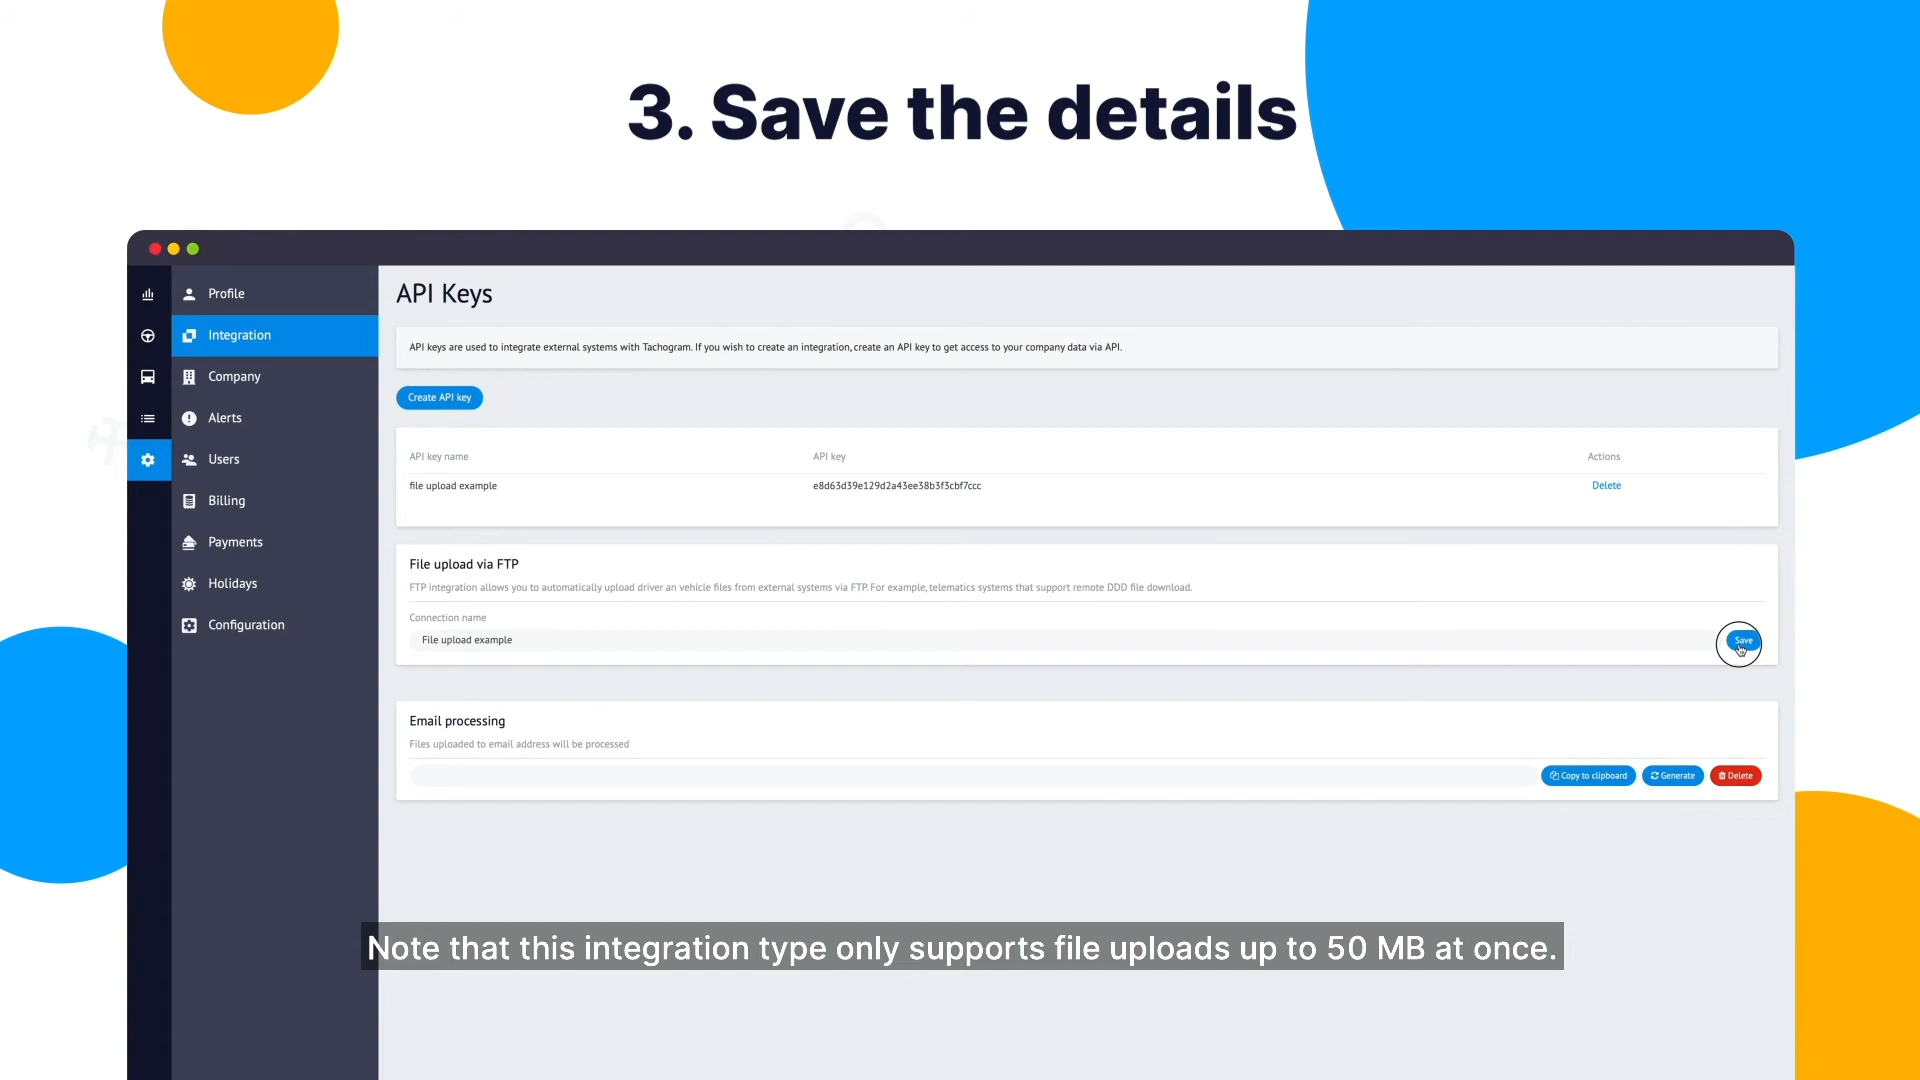 3. Save the details
Profile
Integration
Company
Alerts
Users
Billing
Payments
Holidays
Configuration
API Keys
API keys are used to integrate external systems with Tachogram. If you wish to create an integration, create an API key to get access to your company data via API.
Create API key
API key name API key Actions
file upload example e8d63d39e129d2a43ee38b3f3cbf7ccc Delete
File upload via FTP
FTP integration allows you to automatically upload driver an vehicle files from external systems via FTP. For example, telematics systems that support remote DDD file download.
Connection name
File upload example Save
Email processing
Files uploaded to email address will be processed
Copy to clipboard Generate Delete
Note that this integration type only supports file uploads up to 50 MB at once.